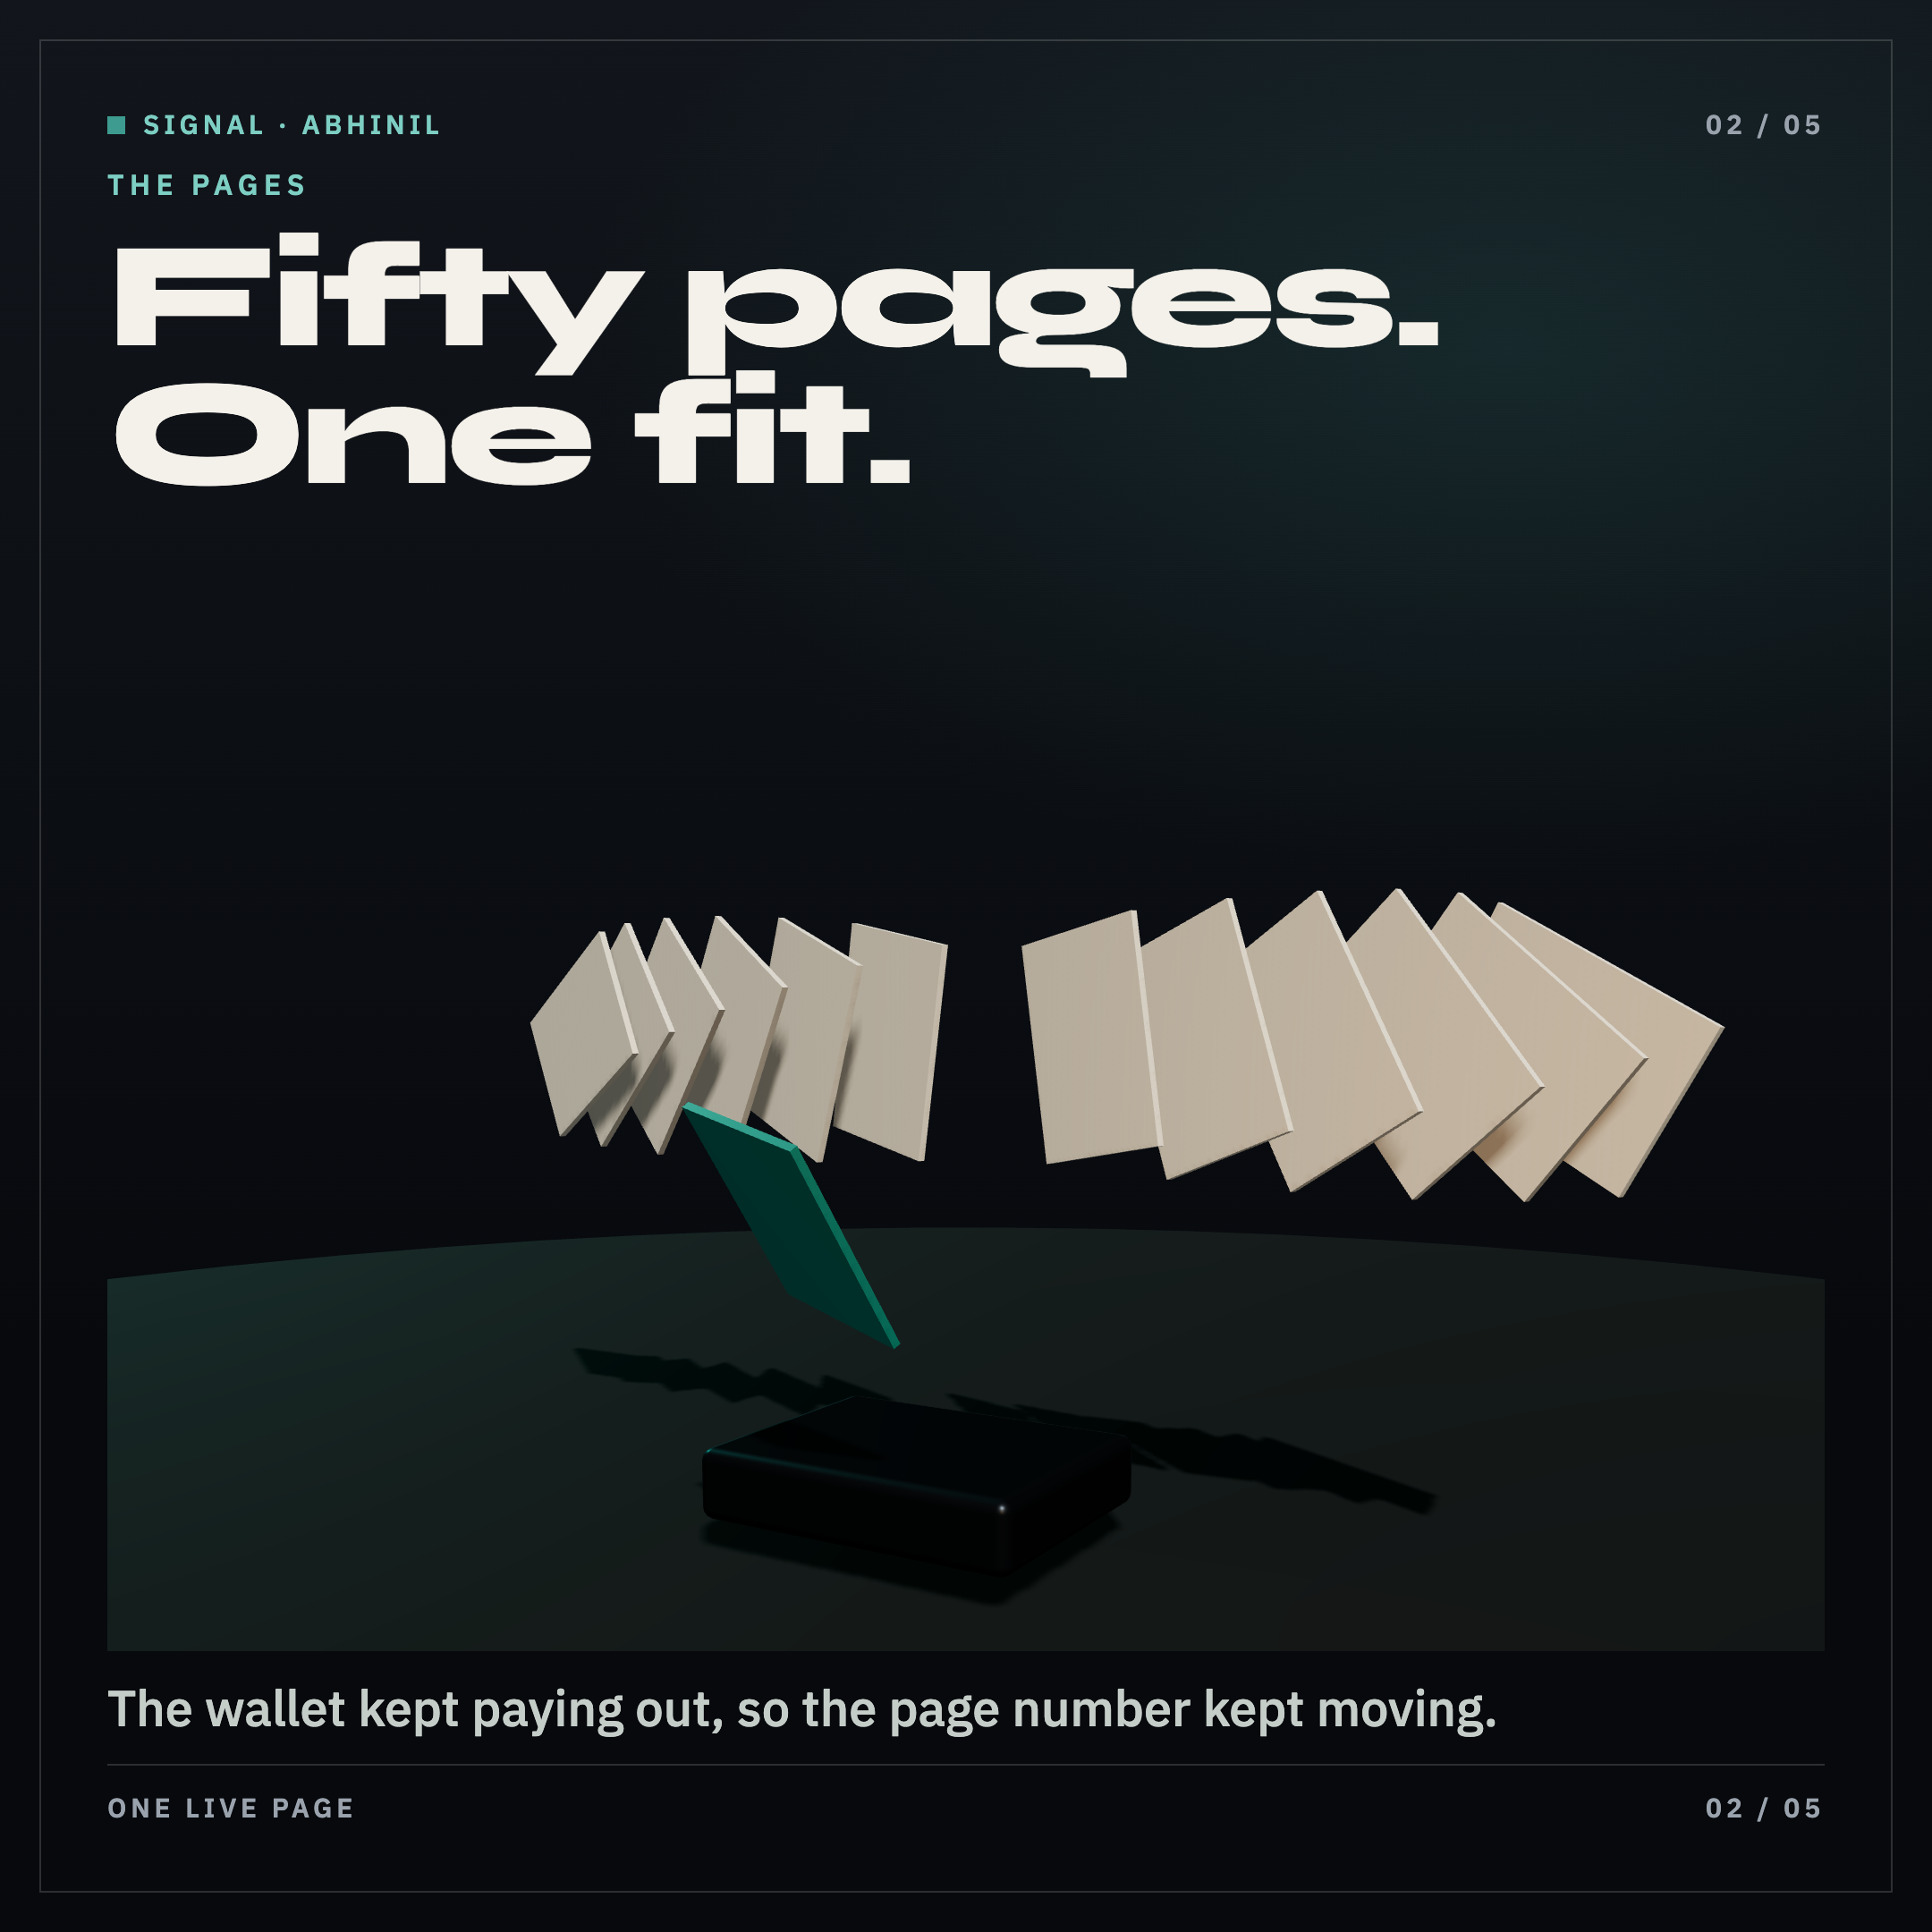 SIGNAL · ABHINIL
02 / 05
THE PAGES
Fifty pages.
One fit.
The wallet kept paying out, so the page number kept moving.
ONE LIVE PAGE
02 / 05